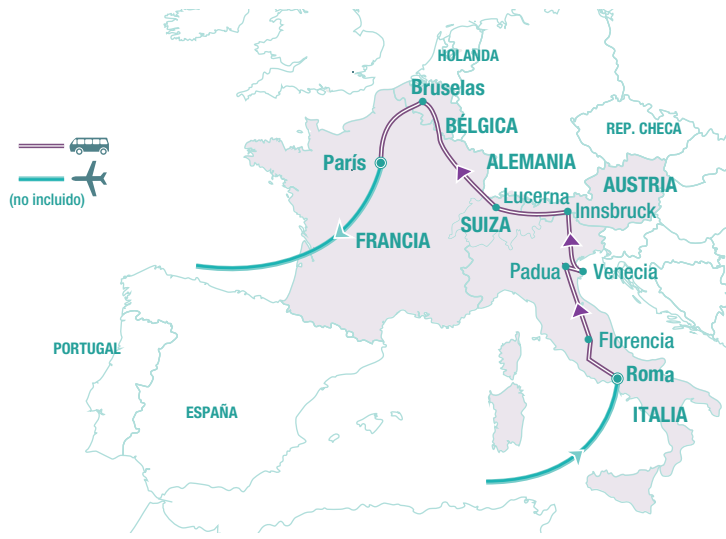 HOLANDA
Bruselas
BÉLGICA
REP. CHECA
París
ALEMANIA
AUSTRIA
(no incluido)
Lucerna
Innsbruck
SUIZA
FRANCIA
Padua
Venecia
PORTUGAL
Florencia
Roma
ESPAÑA
ITALIA